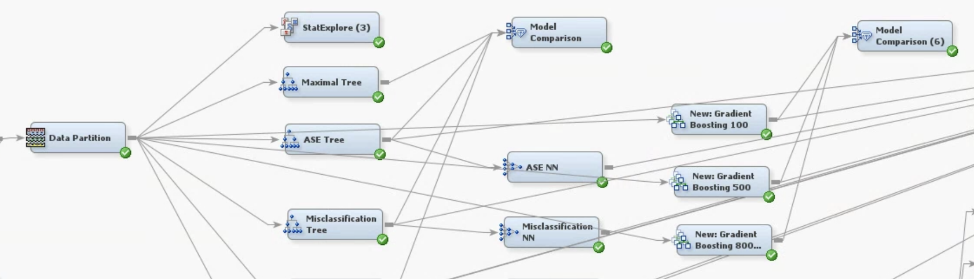 StatExplore (3)
Model
Comparison
Model
Comparison (6)
Maximal Tree
New: Gradient
Boosting 100
Data Partition
ASE Tree
ASE NN
New: Gradient
Boosting 500
Misclassification
Tree
Misclassification
NN
New: Gradient
Boosting 800...